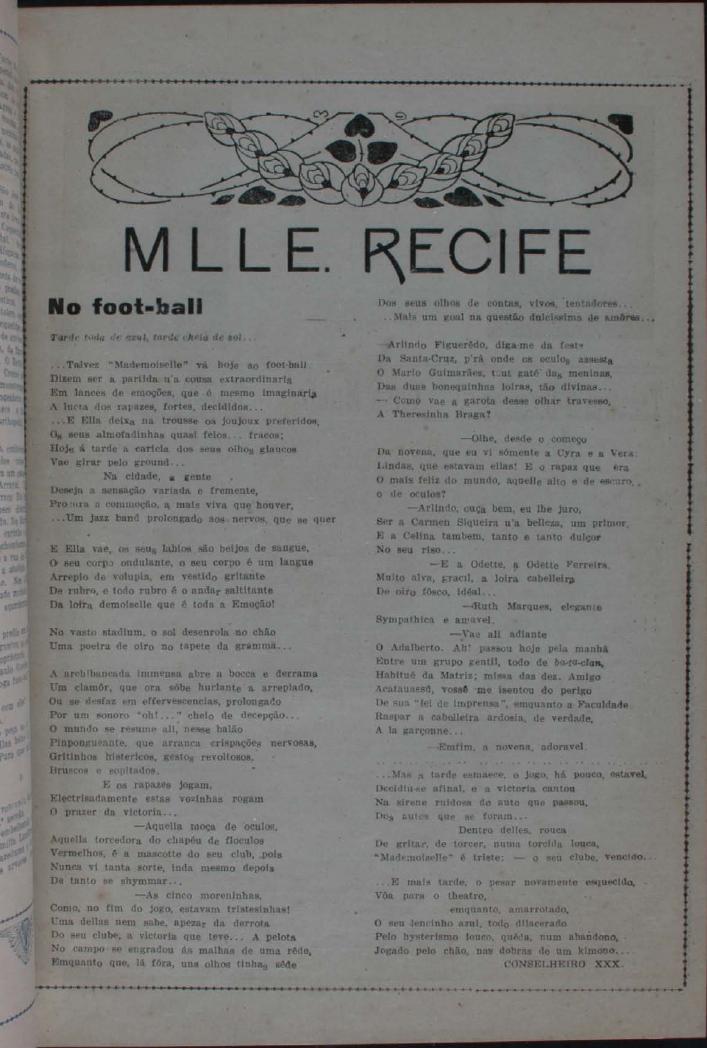 MLLE. RECIFE
No foot-ball
Tarde toda de azul, tarde cheia de sol...
...Talvez "Mademoiselle" vá hoje ao foot-ball
Dizem ser a partida u'a cousa extraordinaria
Em lances de emoções, que é mesmo imaginaria
A lucta dos rapazes, fortes, decididos...
...E Ella deixa na trousse os joujoux preferidos,
Os seus almofadinhas quasi feios... fracos;
Hoje á tarde a caricia dos seus olhos glaucos
Vae girar pelo ground...
Na cidade, a gente
Deseja a sensação variada e fremente,
Procura a commoção, a mais viva que houver,
...Um jazz band prolongado aos nervos, que se quer
E Ella vae, os seus labios são beijos de sangue,
O seu corpo ondulante, o seu corpo é um langue
Arrepio de volupia, em vestido gritante
De rubro, e todo rubro é o andar saltitante
Da loira demoiselle que é toda a Emoção!
No vasto stadium, o sol desenrola no chão
Uma poeira de oiro no tapete da gramma...
A archibancada immensa abre a bocca e derrama
Um clamôr, que ora sóbe hurlante a arrepiado,
Ou se desfaz em effervescencias, prolongado
Por um sonoro "oh!..." cheio de decepção...
O mundo se resume ali, nesse balão
Pinponguеante, que arranca crispações nervosas,
Gritinhos histericos, gestos revoltosos,
Bruscos e sopitados.
E os rapazes jogam,
Electrisadamente estas vozinhas rogam
O prazer da victoria...
—Aquella moça de oculos,
Aquella torcedora do chapéu de floculos
Vermelhos, é a mascotte do seu club, pois
Nunca vi tanta sorte, inda mesmo depois
De tanto se shymmar...
—As cinco moreninhas,
Como, no fim do jogo, estavam tristesinhas!
Uma dellas nem sabe, apezar da derrota
Do seu clube, a victoria que teve... A pelota
No campo se engradou ás malhas de uma rêde,
Emquanto que, lá fóra, uns olhos tinhas sêde
Dos seus olhos de contas, vivos, tentadores...
..Mais um goal na questão dulcissima de amôres...
—Arlindo Figuerêdo, diga-me da festa
Da Santa-Cruz, p'rá onde os oculos assesta
O Mario Guimarães, tout gaté das meninas,
Das duas bonequinhas loiras, tão divinas...
— Como vae a garota desse olhar travesso,
A Theresinha Braga?
—Olhe, desde o começo
Da novena, que eu vi sómente a Cyra e a Vera:
Lindas, que estavam ellas! E o rapaz que era
O mais feliz do mundo, aquelle alto e de escuro,
o de oculos?
—Arlindo, ouça bem, eu lhe juro,
Ser a Carmen Siqueira u'a belleza, um primor,
E a Celina tambem, tanto e tanto dulçor
No seu riso...
—E a Odette, a Odette Ferreira,
Muito alva, gracil, a loira cabelleira
De oiro fôsco, idéal...
—Ruth Marques, elegante
Sympathica e amavel.
—Vae ali adiante
O Adalberto. Ah! passou hoje pela manhã
Entre um grupo gentil, todo de ba-ta-clan,
Habitué da Matriz; missa das dez. Amigo
Acatauassú, vossê me isentou do perigo
De sua "lei de imprensa", emquanto a Faculdade
Raspar a cabelleira ardosia, de verdade,
A la garçonne...
—Emfim, a novena, adoravel.
...Mas a tarde esmaece, o jogo, há pouco, estavel,
Decidiu-se afinal, e a victoria cantou
Na sirene ruidosa do auto que passou,
Dos autos que se foram...
Dentro delles, rouca
De gritar, de torcer, numa torcida louca,
"Mademoiselle" é triste: — o seu clube, vencido...
...E mais tarde, o pesar novamente esquecido,
Vôa para o theatro,
emquanto, amarrotado,
O seu lencinho azul, todo dilacerado
Pelo hysterismo louco, quéda, num abandono,
Jogado pelo chão, nas dobras de um kimono...
CONSELHEIRO XXX.